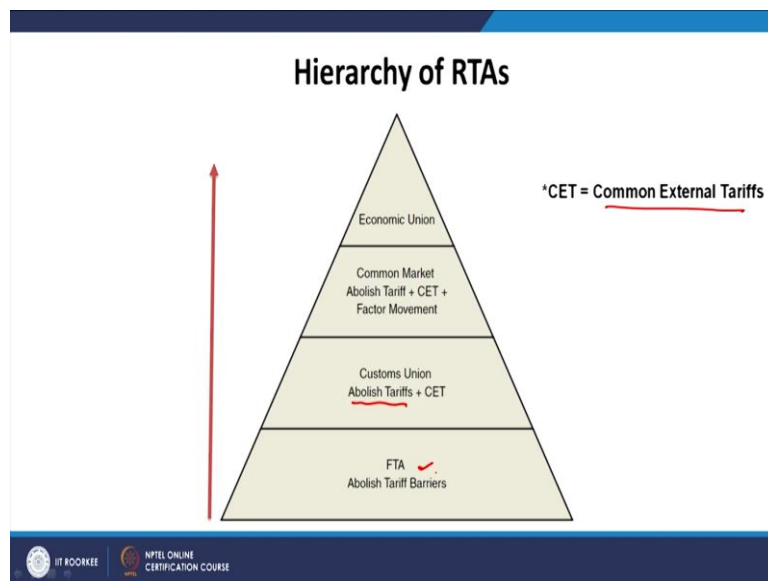 Hierarchy of RTAs
*CET = Common External Tariffs
Economic Union
Common Market
Abolish Tariff + CET +
Factor Movement
Customs Union
Abolish Tariffs + CET
FTA
Abolish Tariff Barriers
IIT ROORKEE
NPTEL ONLINE
CERTIFICATION COURSE